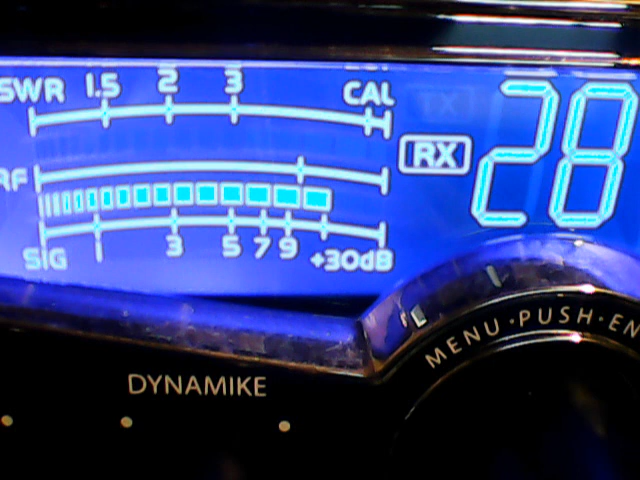 SWR 1.5 2 3 CAL
RX 28
RF
SIG 1 3 5 7 9 +30dB
MENU·PUSH·EN
DYNAMIKE